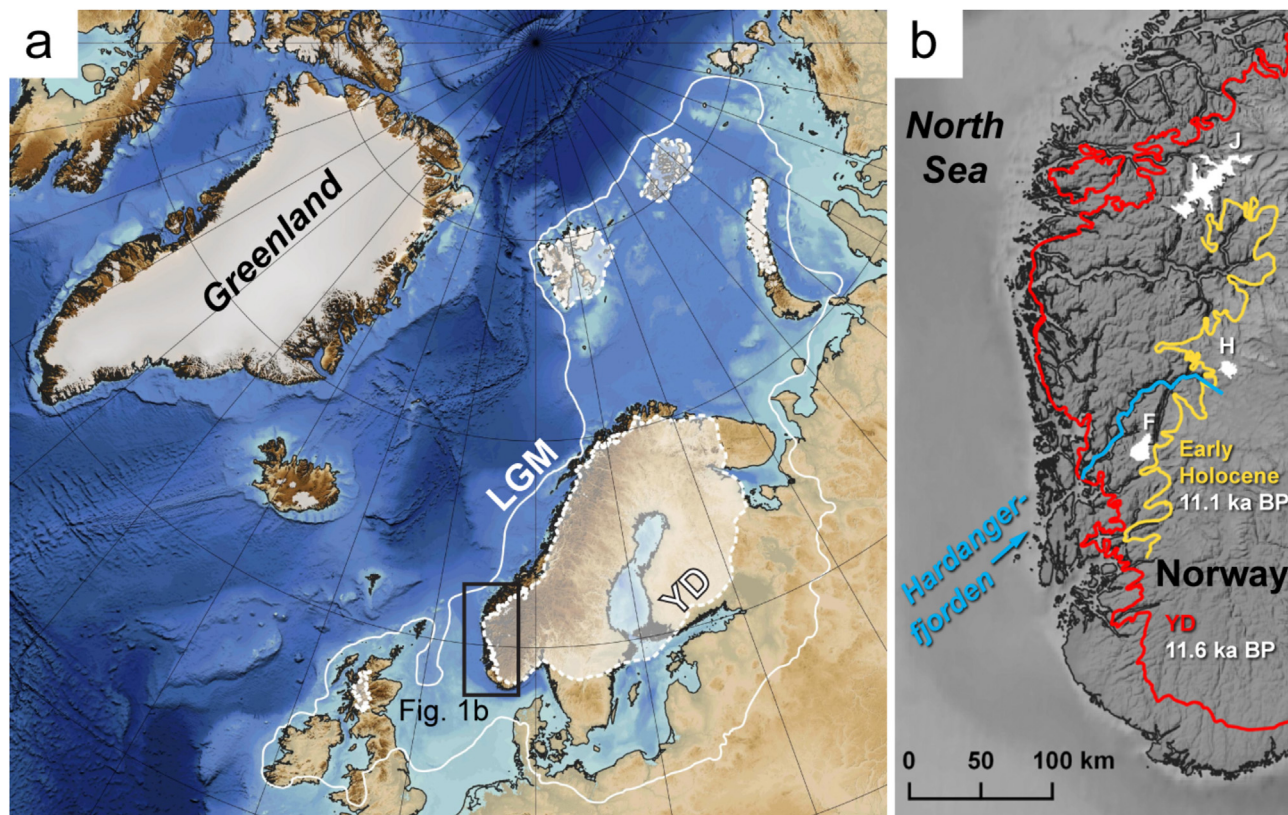 a
Greenland
LGM
YD
Fig. 1b
b
North
Sea
J
H
F
Early
Holocene
11.1 ka BP
Hardanger-
fjorden
Norway
YD
11.6 ka BP
0 50 100 km